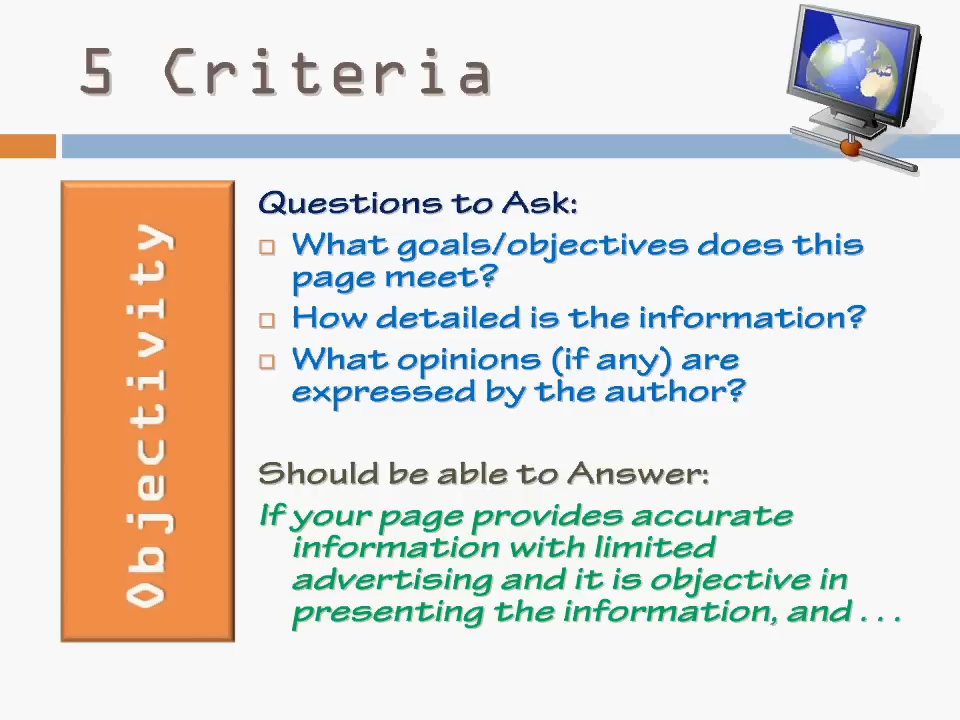 5 Criteria
Objectivity
Questions to Ask:
What goals/objectives does this
page meet?
How detailed is the information?
What opinions (if any) are
expressed by the author?
Should be able to Answer:
If your page provides accurate
information with limited
advertising and it is objective in
presenting the information, and . . .